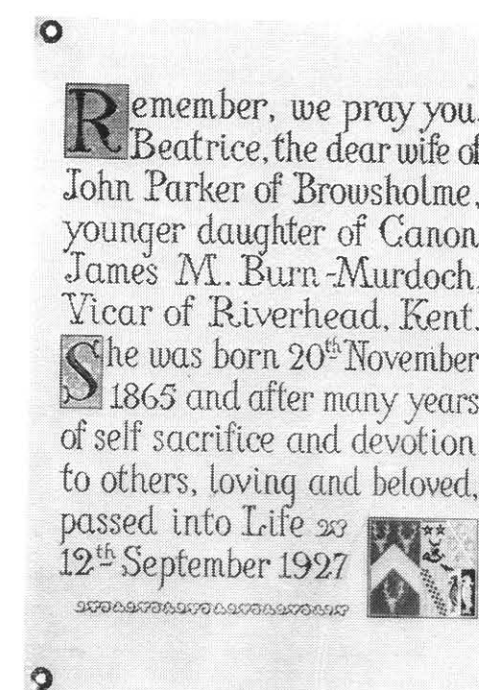 Remember, we pray you,
Beatrice, the dear wife of
John Parker of Browsholme,
younger daughter of Canon
James M. Burn-Murdoch,
Vicar of Riverhead, Kent.
She was born 20th November
1865 and after many years
of self sacrifice and devotion
to others, loving and beloved,
passed into Life
12th September 1927